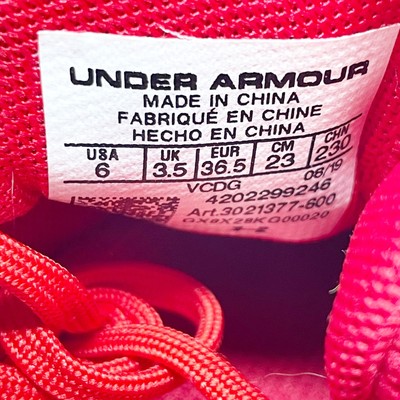 UNDER ARMOUR
MADE IN CHINA
FABRIQUÉ EN CHINE
HECHO EN CHINA
USA UK EUR CM CHN
6 3.5 36.5 23 230
VCDG 08/19
4202299246
Art.3021377-600
GX8X28KG00020